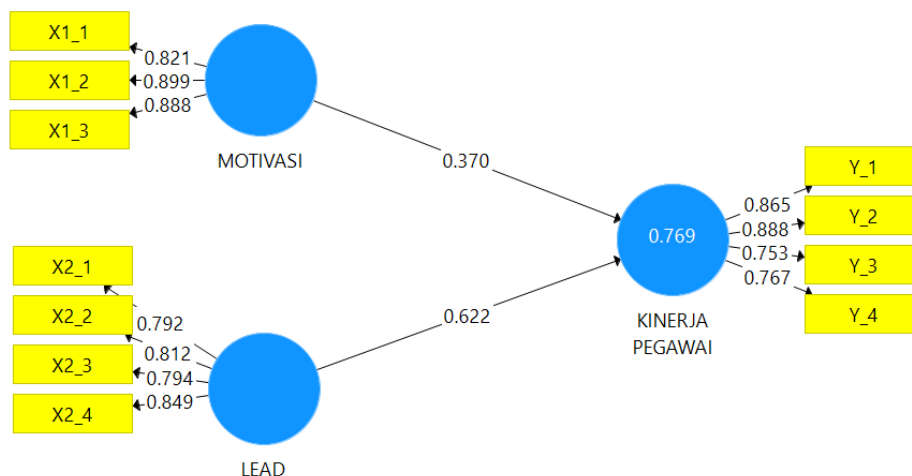 X1_1
X1_2
X1_3
0.821
0.899
0.888
MOTIVASI
0.370
X2_1
X2_2
X2_3
X2_4
0.792
0.812
0.794
0.849
LEAD
0.622
0.769
KINERJA
PEGAWAI
0.865
0.888
0.753
0.767
Y_1
Y_2
Y_3
Y_4